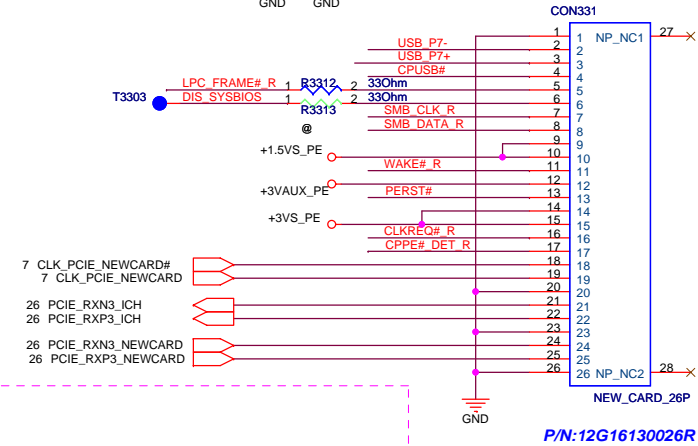 GND GND
CON331
1 1 NP_NC1 27
USB_P7- 2 2
USB_P7+ 3 3
CPUSB# 4 4
LPC_FRAME#_R 1 R3312 2 33Ohm 5 5
T3303 DIS_SYSBIOS 1 R3313 2 33Ohm 6 6
SMB_CLK_R 7 7
@ SMB_DATA_R 8 8
9 9
+1.5VS_PE 10 10
WAKE#_R 11 11
+3VAUX_PE 12 12
PERST# 13 13
14 14
+3VS_PE 15 15
CLKREQ#_R 16 16
CPPE#_DET_R 17 17
7 CLK_PCIE_NEWCARD# 18 18
7 CLK_PCIE_NEWCARD 19 19
20 20
26 PCIE_RXN3_ICH 21 21
26 PCIE_RXP3_ICH 22 22
23 23
26 PCIE_RXN3_NEWCARD 24 24
26 PCIE_RXP3_NEWCARD 25 25
26 26 NP_NC2 28
NEW_CARD_26P
GND
P/N:12G16130026R